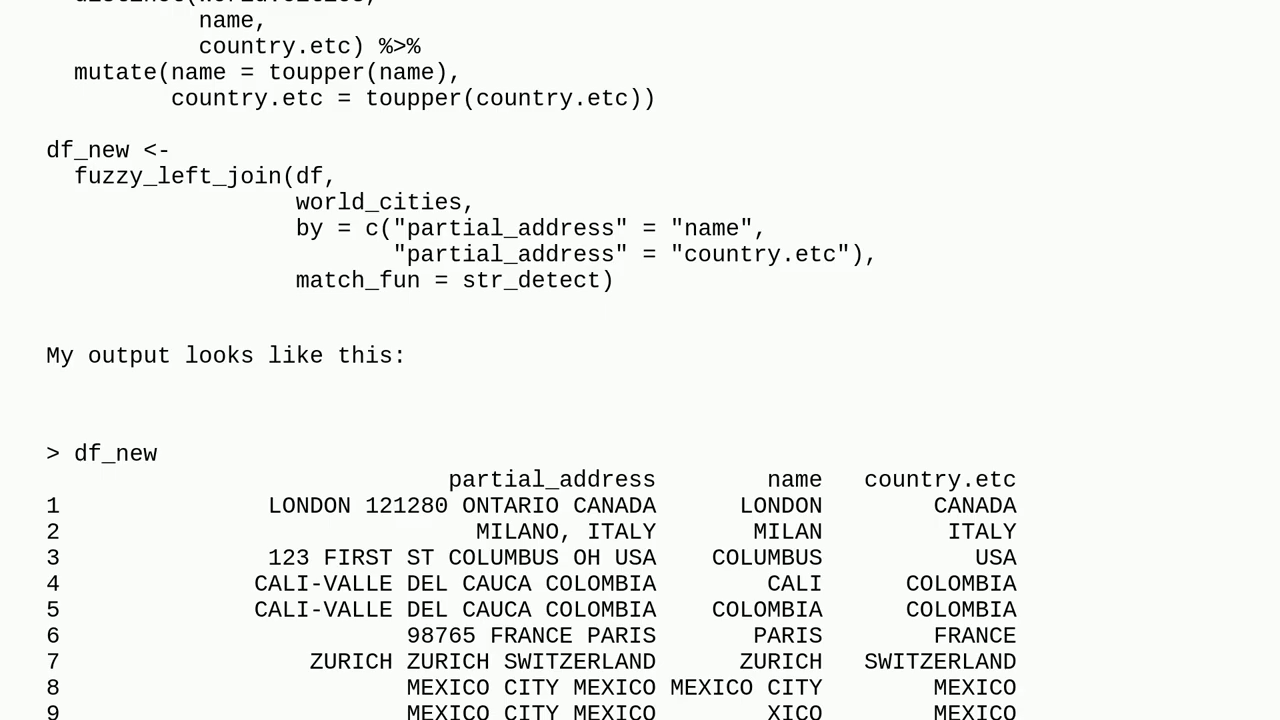 name,
country.etc) %>%
mutate(name = toupper(name),
country.etc = toupper(country.etc))
df_new <-
fuzzy_left_join(df,
world_cities,
by = c("partial_address" = "name",
"partial_address" = "country.etc"),
match_fun = str_detect)
My output looks like this:
> df_new
partial_address name country.etc
1 LONDON 121280 ONTARIO CANADA LONDON CANADA
2 MILANO, ITALY MILAN ITALY
3 123 FIRST ST COLUMBUS OH USA COLUMBUS USA
4 CALI-VALLE DEL CAUCA COLOMBIA CALI COLOMBIA
5 CALI-VALLE DEL CAUCA COLOMBIA COLOMBIA COLOMBIA
6 98765 FRANCE PARIS PARIS FRANCE
7 ZURICH ZURICH SWITZERLAND ZURICH SWITZERLAND
8 MEXICO CITY MEXICO MEXICO CITY MEXICO
9 MEXICO CITY MEXICO XICO MEXICO